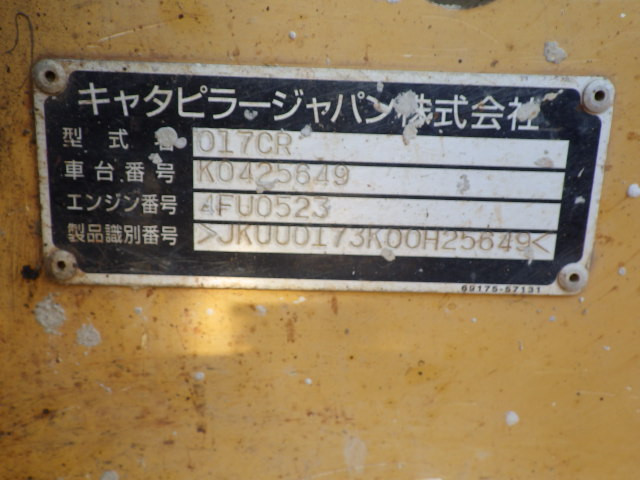 キャタピラージャパン株式会社
型式名 017CR
車台番号 K0425649
エンジン番号 4FU0523
製品識別番号 >JKUU0173K00H25649<
69175-57131